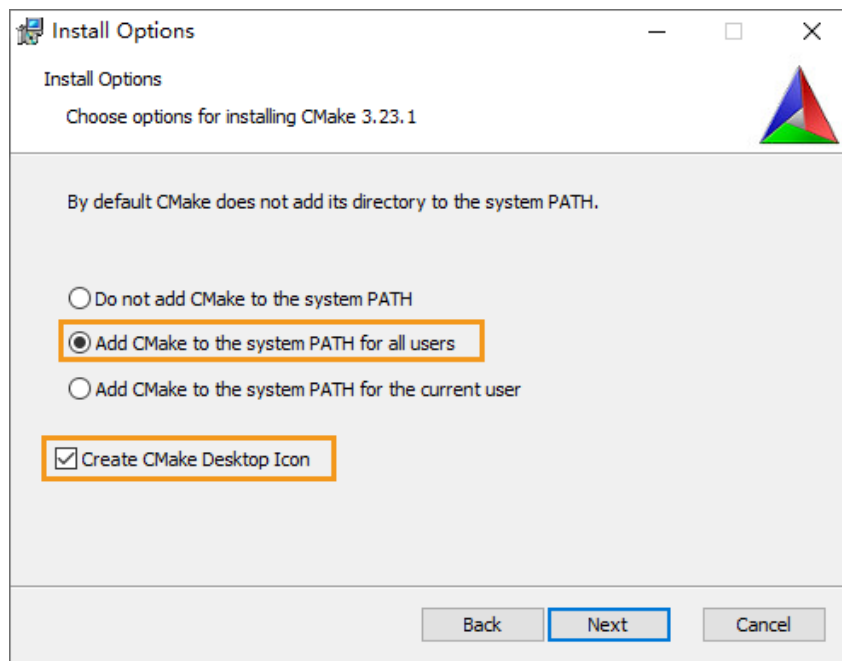 Install Options
Install Options
Choose options for installing CMake 3.23.1
By default CMake does not add its directory to the system PATH.
Do not add CMake to the system PATH
Add CMake to the system PATH for all users
Add CMake to the system PATH for the current user
Create CMake Desktop Icon
Back Next Cancel